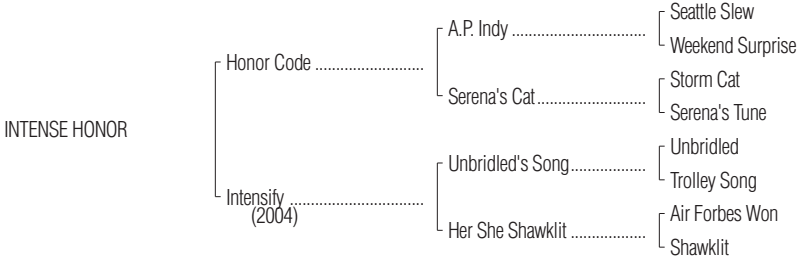 Seattle Slew
A.P. Indy ................................
Weekend Surprise
Honor Code ..........................
Storm Cat
Serena's Cat..........................
Serena's Tune
INTENSE HONOR
Unbridled
Unbridled's Song..................
Trolley Song
Intensify ................................
(2004)
Air Forbes Won
Her She Shawklit ..................
Shawklit